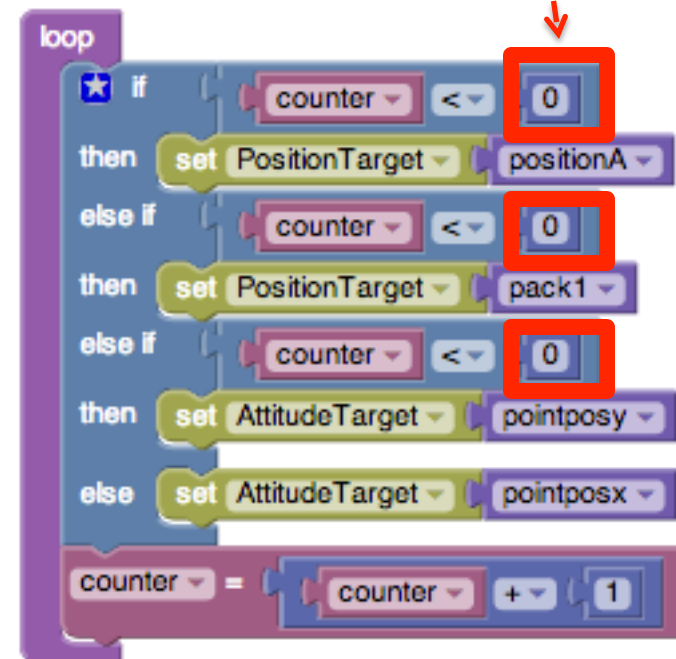 loop
if counter < 0
then set PositionTarget positionA
else if counter < 0
then set PositionTarget pack1
else if counter < 0
then set AttitudeTarget pointposy
else set AttitudeTarget pointposx
counter = counter + 1